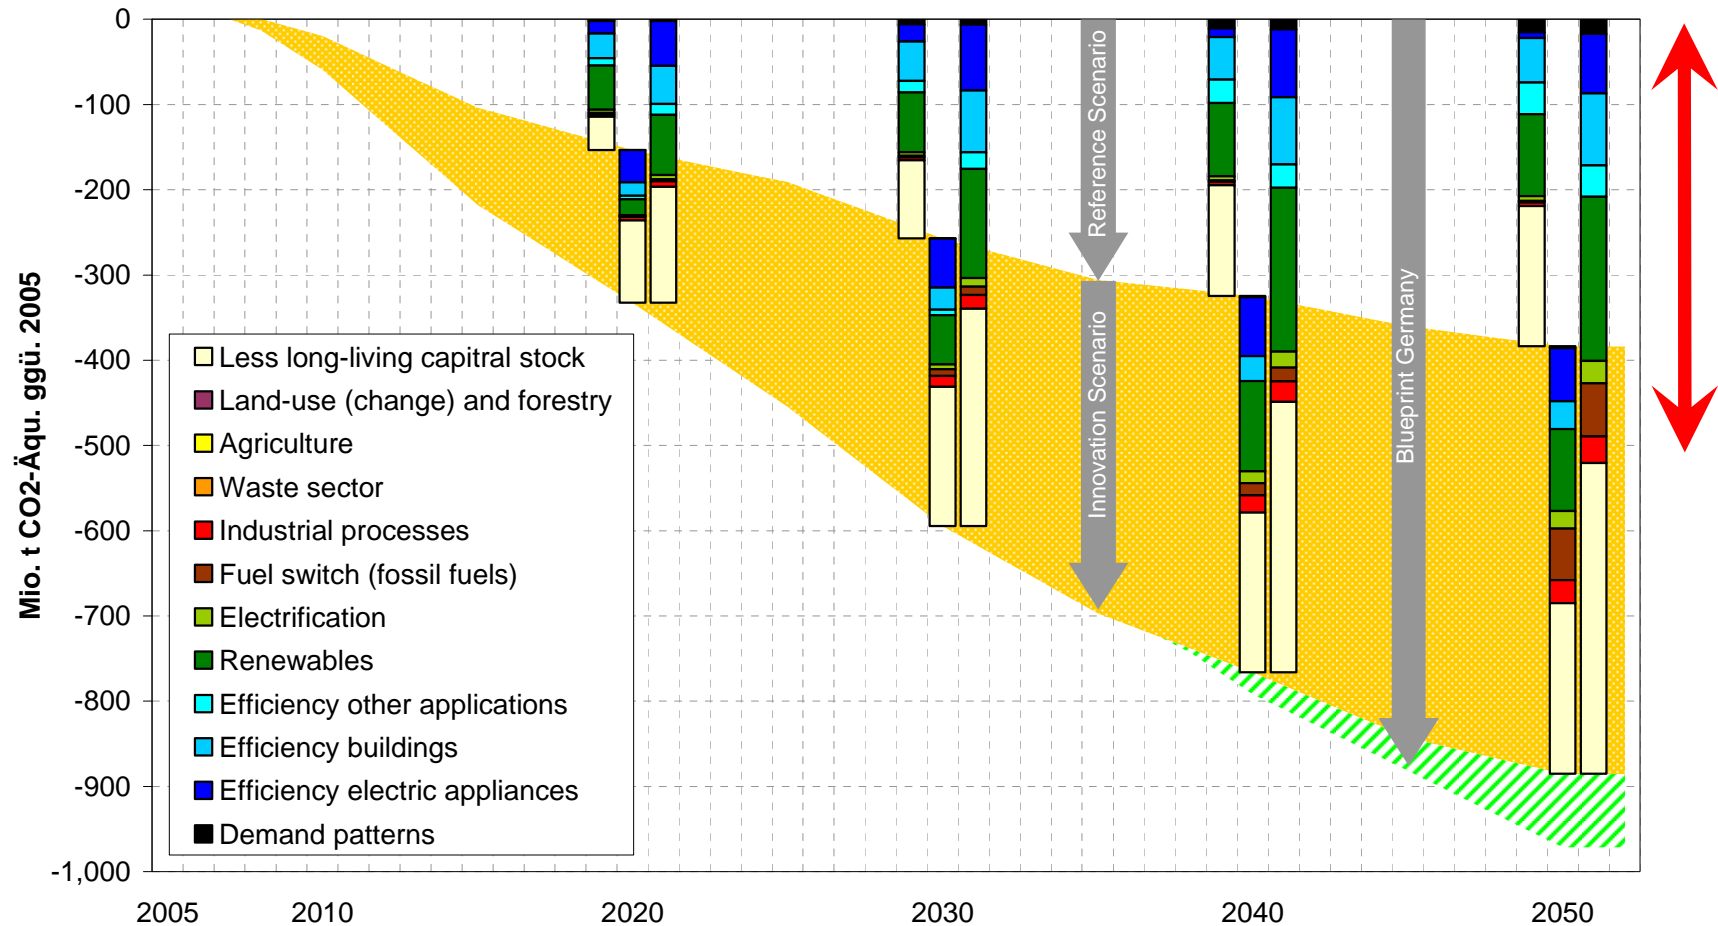 0
-100
-200
-300
-400
-500
-600
-700
-800
-900
-1,000
Mio. t CO2-Äqu. ggü. 2005
Less long-living capitral stock
Land-use (change) and forestry
Agriculture
Waste sector
Industrial processes
Fuel switch (fossil fuels)
Electrification
Renewables
Efficiency other applications
Efficiency buildings
Efficiency electric appliances
Demand patterns
Reference Scenario
Innovation Scenario
Blueprint Germany
2005
2010
2020
2030
2040
2050